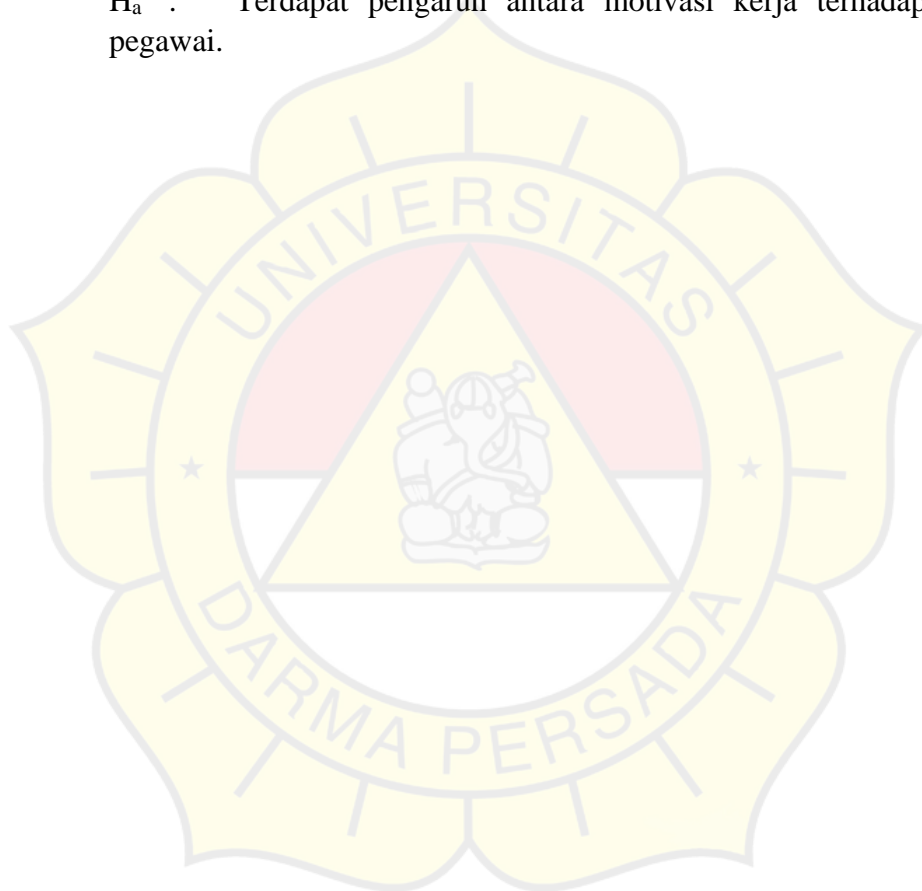 Hₐ : Terdapat pengaruh antara motivasi kerja terhadap
pegawai.
UNIVERSITAS
DARMA PERSADA